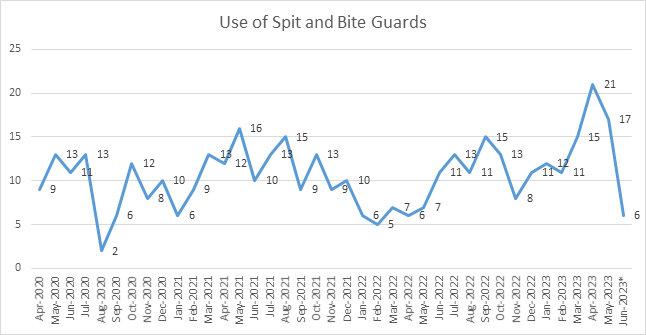 Use of Spit and Bite Guards
25
20
15
10
5
0
9
13
11
13
2
6
12
8
10
6
9
13
12
16
10
13
15
9
13
9
10
6
5
7
6
7
11
13
11
15
13
8
11
12
11
15
21
17
6
Apr-2020
May-2020
Jun-2020
Jul-2020
Aug-2020
Sep-2020
Oct-2020
Nov-2020
Dec-2020
Jan-2021
Feb-2021
Mar-2021
Apr-2021
May-2021
Jun-2021
Jul-2021
Aug-2021
Sep-2021
Oct-2021
Nov-2021
Dec-2021
Jan-2022
Feb-2022
Mar-2022
Apr-2022
May-2022
Jun-2022
Jul-2022
Aug-2022
Sep-2022
Oct-2022
Nov-2022
Dec-2022
Jan-2023
Feb-2023
Mar-2023
Apr-2023
May-2023
Jun-2023*